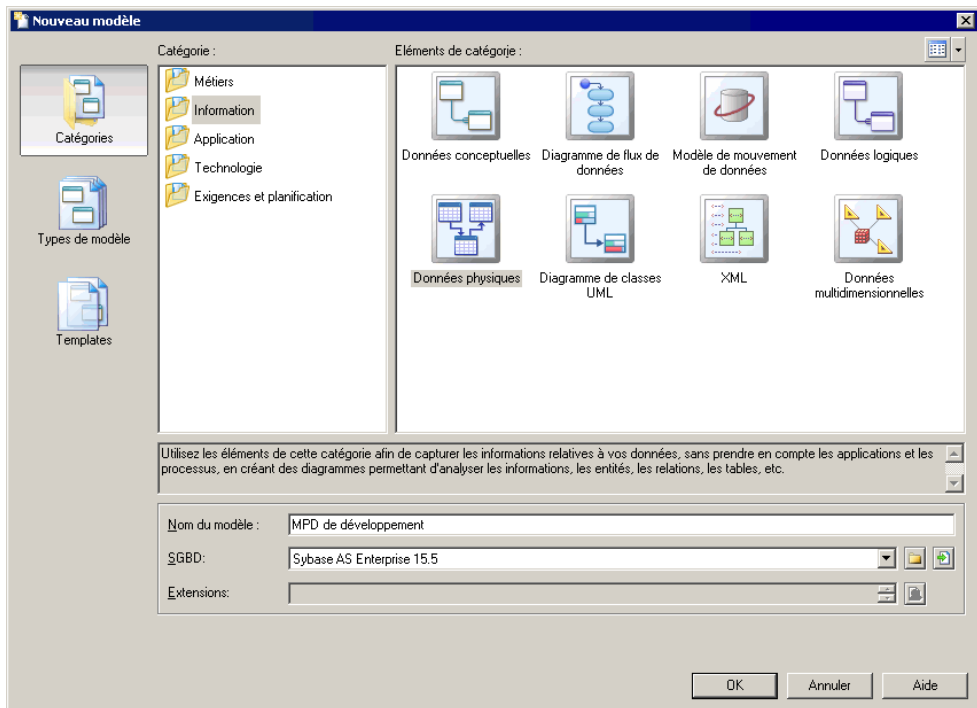 Nouveau modèle
Catégorie :
Eléments de catégorie :
Catégories
Types de modèle
Templates
Métiers
Information
Application
Technologie
Exigences et planification
Données conceptuelles
Diagramme de flux de
données
Modèle de mouvement
de données
Données logiques
Données physiques
Diagramme de classes
UML
XML
Données
multidimensionnelles
Utilisez les éléments de cette catégorie afin de capturer les informations relatives à vos données, sans prendre en compte les applications et les
processus, en créant des diagrammes permettant d'analyser les informations, les entités, les relations, les tables, etc.
Nom du modèle :
MPD de développement
SGBD:
Sybase AS Enterprise 15.5
Extensions:
OK
Annuler
Aide